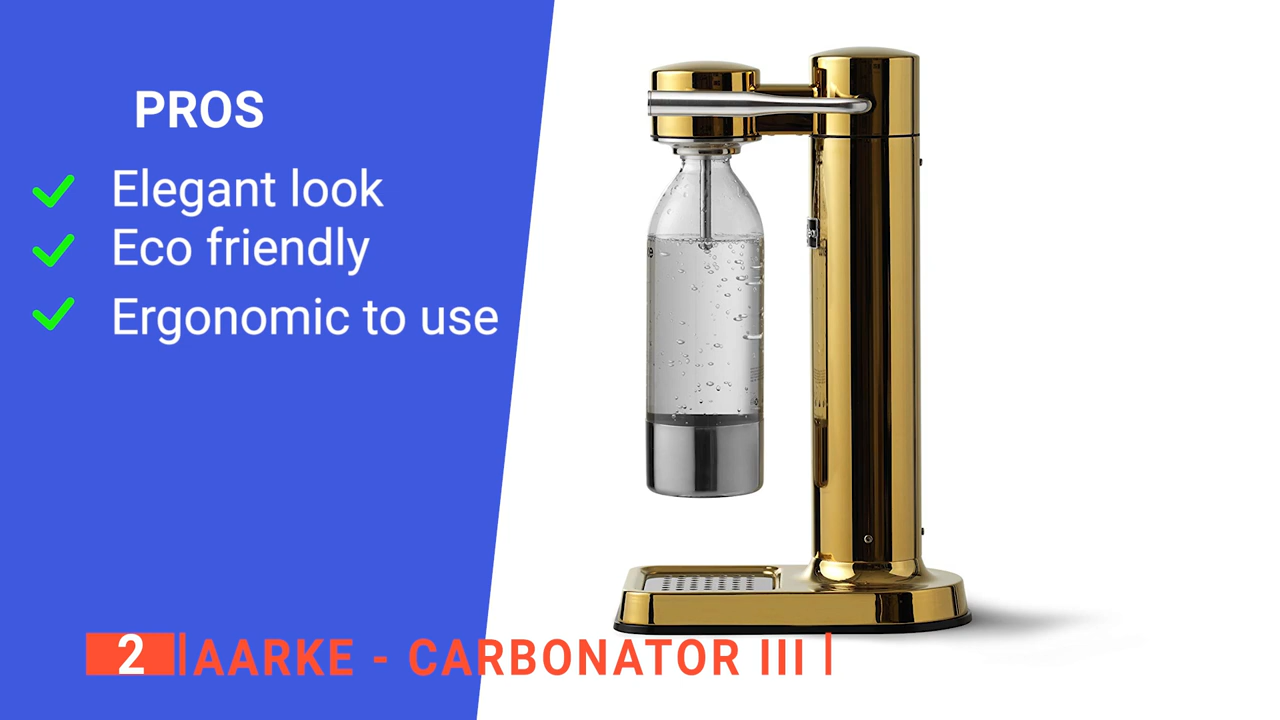 PROS
Elegant look
Eco friendly
Ergonomic to use
2 AARKE - CARBONATOR III